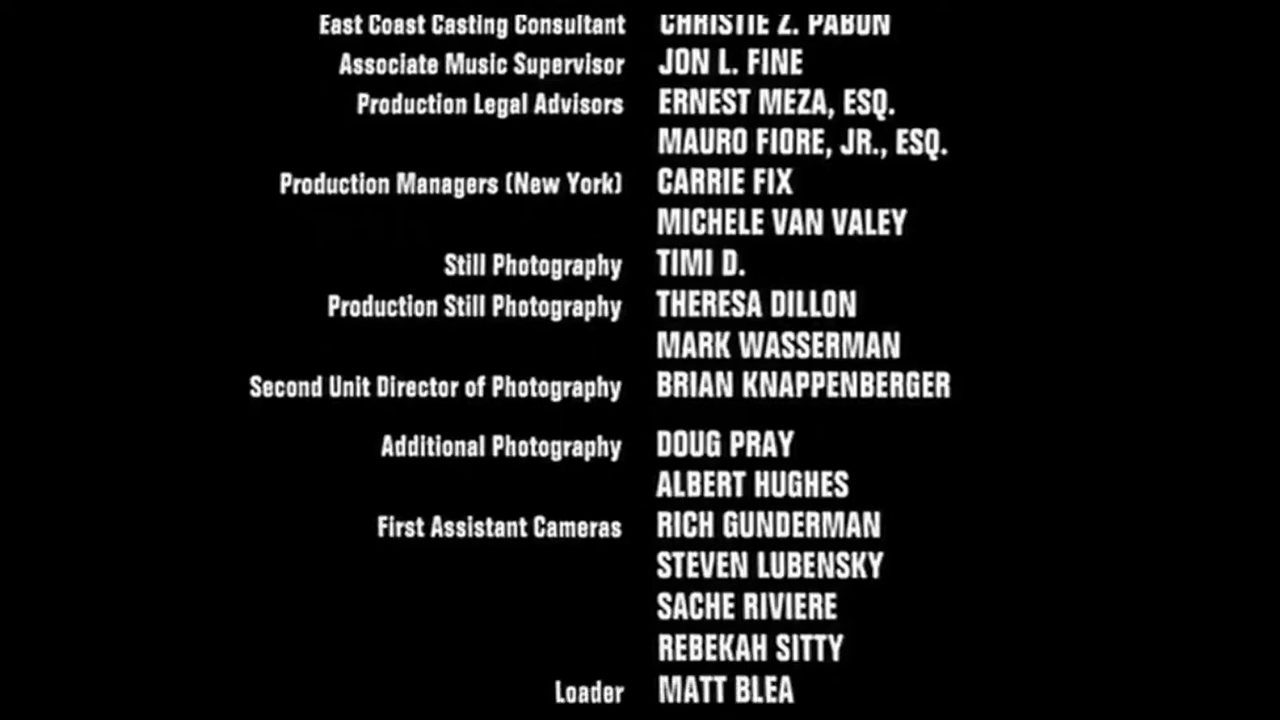 East Coast Casting Consultant CHRISTIE Z. PABON
Associate Music Supervisor JON L. FINE
Production Legal Advisors ERNEST MEZA, ESQ.
MAURO FIORE, JR., ESQ.
Production Managers (New York) CARRIE FIX
MICHELE VAN VALEY
Still Photography TIMI D.
Production Still Photography THERESA DILLON
MARK WASSERMAN
Second Unit Director of Photography BRIAN KNAPPENBERGER
Additional Photography DOUG PRAY
ALBERT HUGHES
First Assistant Cameras RICH GUNDERMAN
STEVEN LUBENSKY
SACHE RIVIERE
REBEKAH SITTY
Loader MATT BLEA